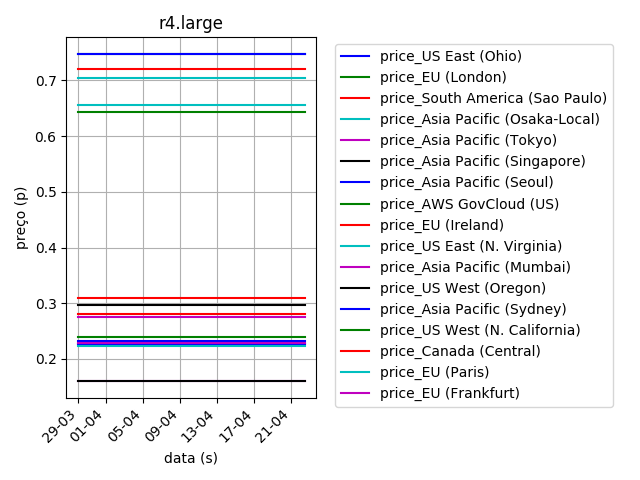 r4.large
preço (p)
0.7
0.6
0.5
0.4
0.3
0.2
29-03
01-04
05-04
09-04
13-04
17-04
21-04
data (s)
price_US East (Ohio)
price_EU (London)
price_South America (Sao Paulo)
price_Asia Pacific (Osaka-Local)
price_Asia Pacific (Tokyo)
price_Asia Pacific (Singapore)
price_Asia Pacific (Seoul)
price_AWS GovCloud (US)
price_EU (Ireland)
price_US East (N. Virginia)
price_Asia Pacific (Mumbai)
price_US West (Oregon)
price_Asia Pacific (Sydney)
price_US West (N. California)
price_Canada (Central)
price_EU (Paris)
price_EU (Frankfurt)